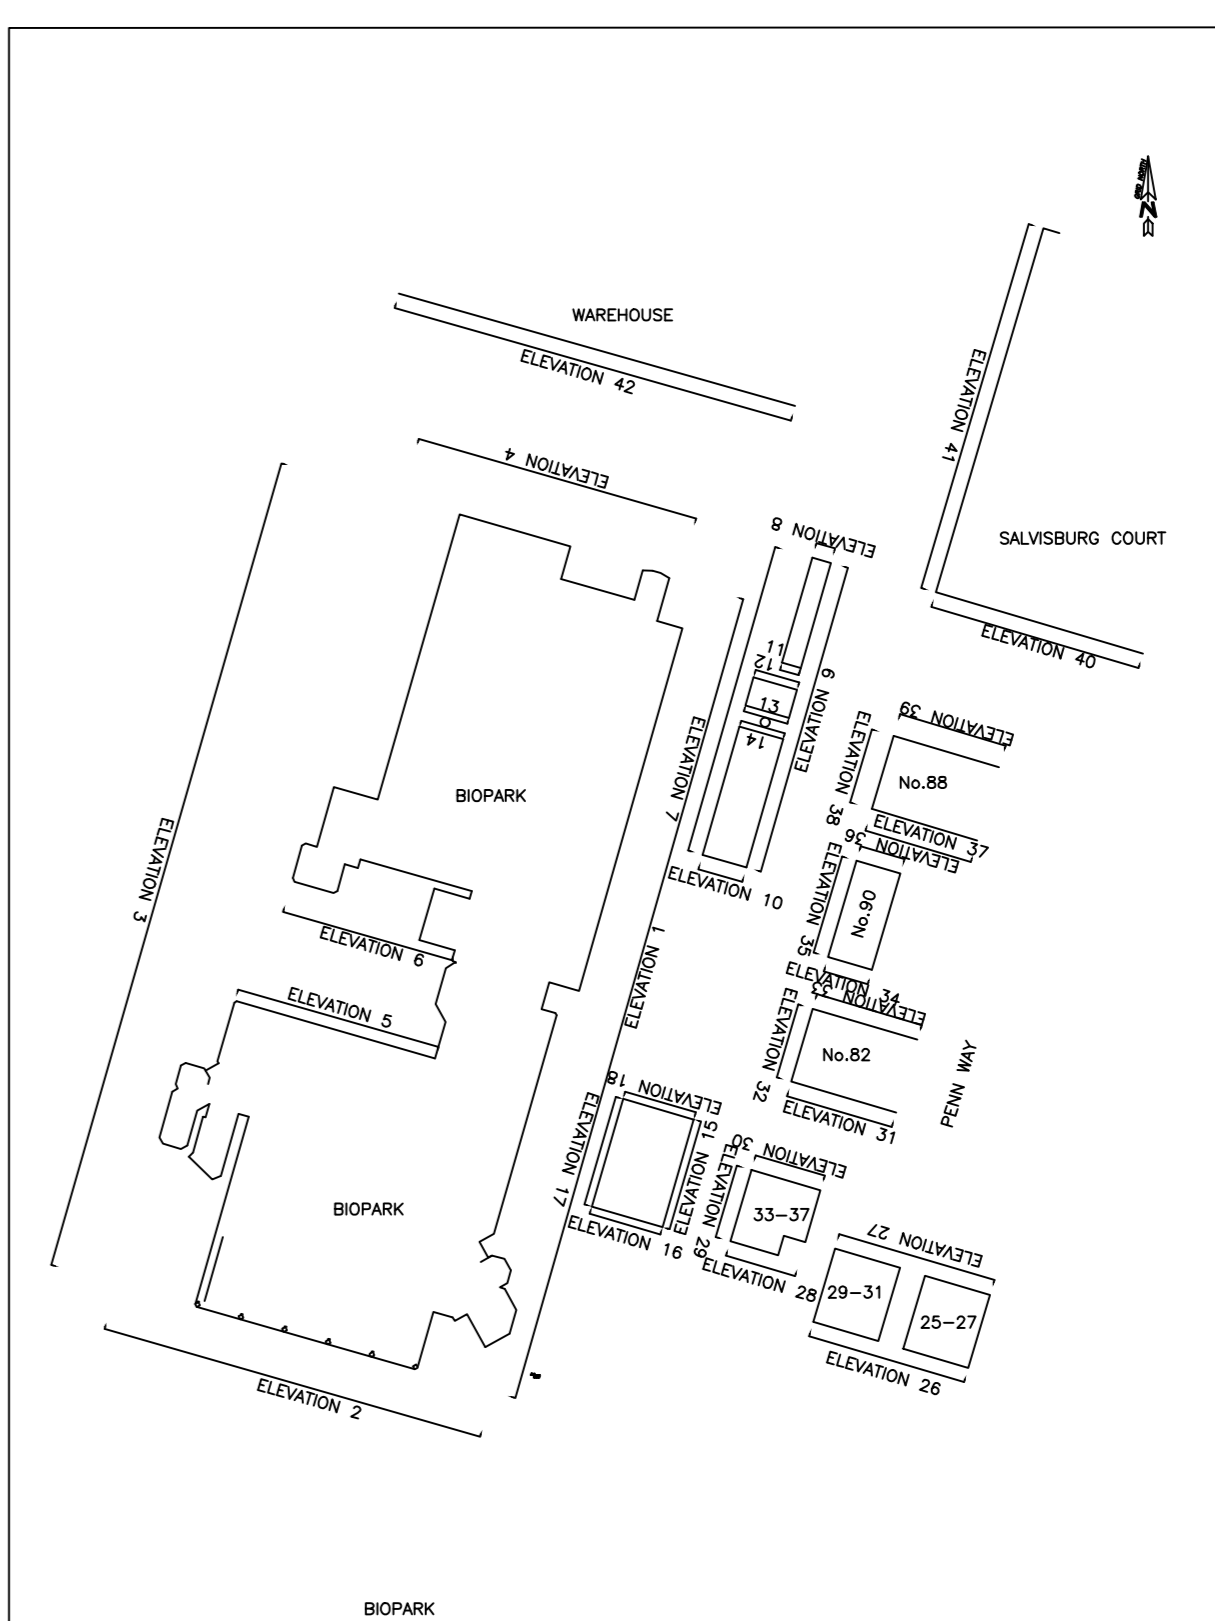 GRID NORTH
N
WAREHOUSE
ELEVATION 42
ELEVATION 41
ELEVATION 4
SALVISBURG COURT
ELEVATION 8
ELEVATION 40
11
12
13
14
ELEVATION 9
ELEVATION 7
ELEVATION 39
ELEVATION 38
No.88
ELEVATION 37
BIOPARK
ELEVATION 3
ELEVATION 10
ELEVATION 36
ELEVATION 35
No.90
ELEVATION 34
ELEVATION 6
ELEVATION 1
ELEVATION 5
ELEVATION 33
ELEVATION 32
No.82
ELEVATION 31
PENN WAY
ELEVATION 18
ELEVATION 17
ELEVATION 15
ELEVATION 16
ELEVATION 30
ELEVATION 29
33-37
ELEVATION 28
BIOPARK
ELEVATION 27
29-31
25-27
ELEVATION 26
ELEVATION 2
BIOPARK